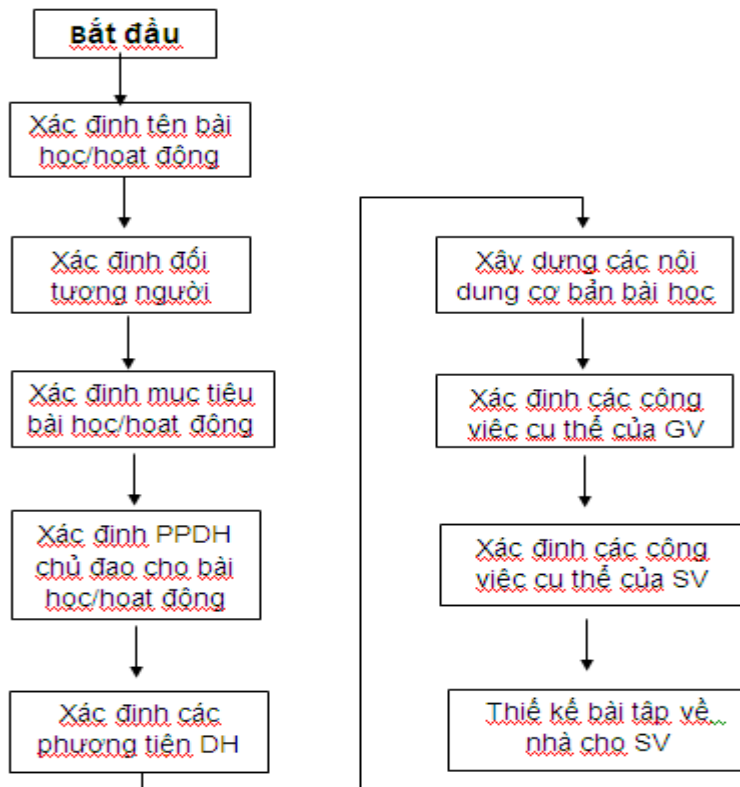 Bắt đầu
Xác định tên bài
học/hoạt động
Xác định đối
tượng người
Xác định mục tiêu
bài học/hoạt động
Xác định PPDH
chủ đạo cho bài
học/hoạt động
Xác định các
phương tiện DH
Xây dựng các nội
dung cơ bản bài học
Xác định các công
việc cụ thể của GV
Xác định các công
việc cụ thể của SV
Thiế kế bài tập về
nhà cho SV